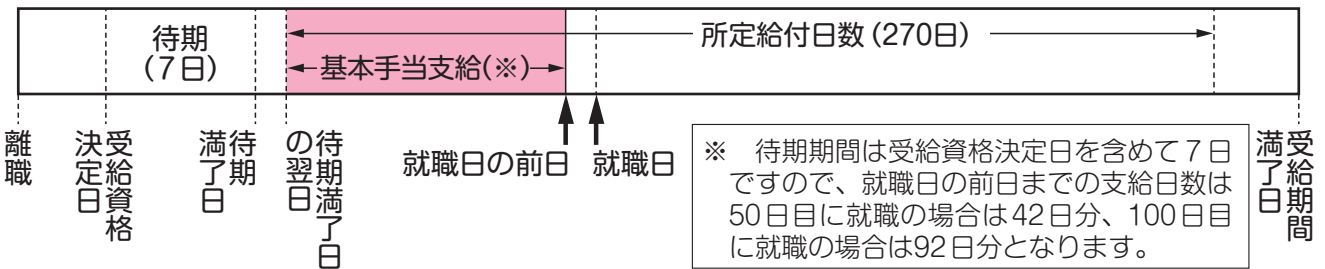 待期
(7日)
所定給付日数(270日)
基本手当支給(※)
離職
受給資格
決定日
待期
満了日
待期満了日
の翌日
就職日の前日
就職日
※ 待期期間は受給資格決定日を含めて7日
ですので、就職日の前日までの支給日数は
50日目に就職の場合は42日分、100日目
に就職の場合は92日分となります。
受給期間
満了日